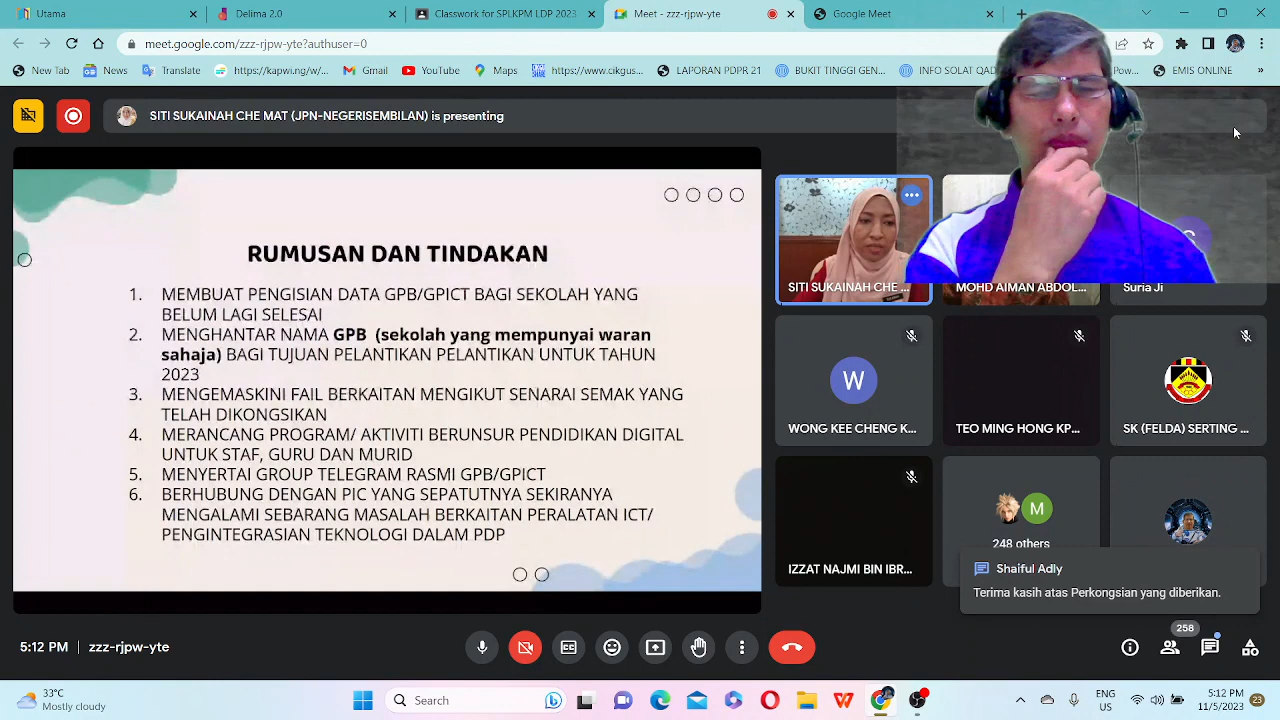 Utama
Delima 2.0
Classwork for SPLKPM LDP 2023
Meet - zzz-rjpw-yte
Google Meet
meet.google.com/zzz-rjpw-yte?authuser=0
New Tab
News
Translate
https://kapwing/w...
Gmail
YouTube
Maps
https://www.cikgus...
LAPORAN PDPR 21
BUKIT TINGGI GEN...
INFO SOLAT QAD...
Pow...
EMIS ONLINE
SITI SUKAINAH CHE MAT (JPN-NEGERISEMBILAN) is presenting
RUMUSAN DAN TINDAKAN
1. MEMBUAT PENGISIAN DATA GPB/GPICT BAGI SEKOLAH YANG
BELUM LAGI SELESAI
2. MENGHANTAR NAMA GPB (sekolah yang mempunyai waran
sahaja) BAGI TUJUAN PELANTIKAN PELANTIKAN UNTUK TAHUN
2023
3. MENGEMASKINI FAIL BERKAITAN MENGIKUT SENARAI SEMAK YANG
TELAH DIKONGSIKAN
4. MERANCANG PROGRAM/ AKTIVITI BERUNSUR PENDIDIKAN DIGITAL
UNTUK STAF, GURU DAN MURID
5. MENYERTAI GROUP TELEGRAM RASMI GPB/GPICT
6. BERHUBUNG DENGAN PIC YANG SEPATUTNYA SEKIRANYA
MENGALAMI SEBARANG MASALAH BERKAITAN PERALATAN ICT/
PENGINTEGRASIAN TEKNOLOGI DALAM PDP
SITI SUKAINAH CHE ...
MOHD AIMAN ABDOL...
Suria Ji
W
WONG KEE CHENG K...
TEO MING HONG KP...
SK (FELDA) SERTING ...
IZZAT NAJMI BIN IBR...
M
248 others
Shaiful Adly
Terima kasih atas Perkongsian yang diberikan.
5:12 PM
zzz-rjpw-yte
258
33°C
Mostly cloudy
Search
ENG
US
5:12 PM
11/5/2023
23